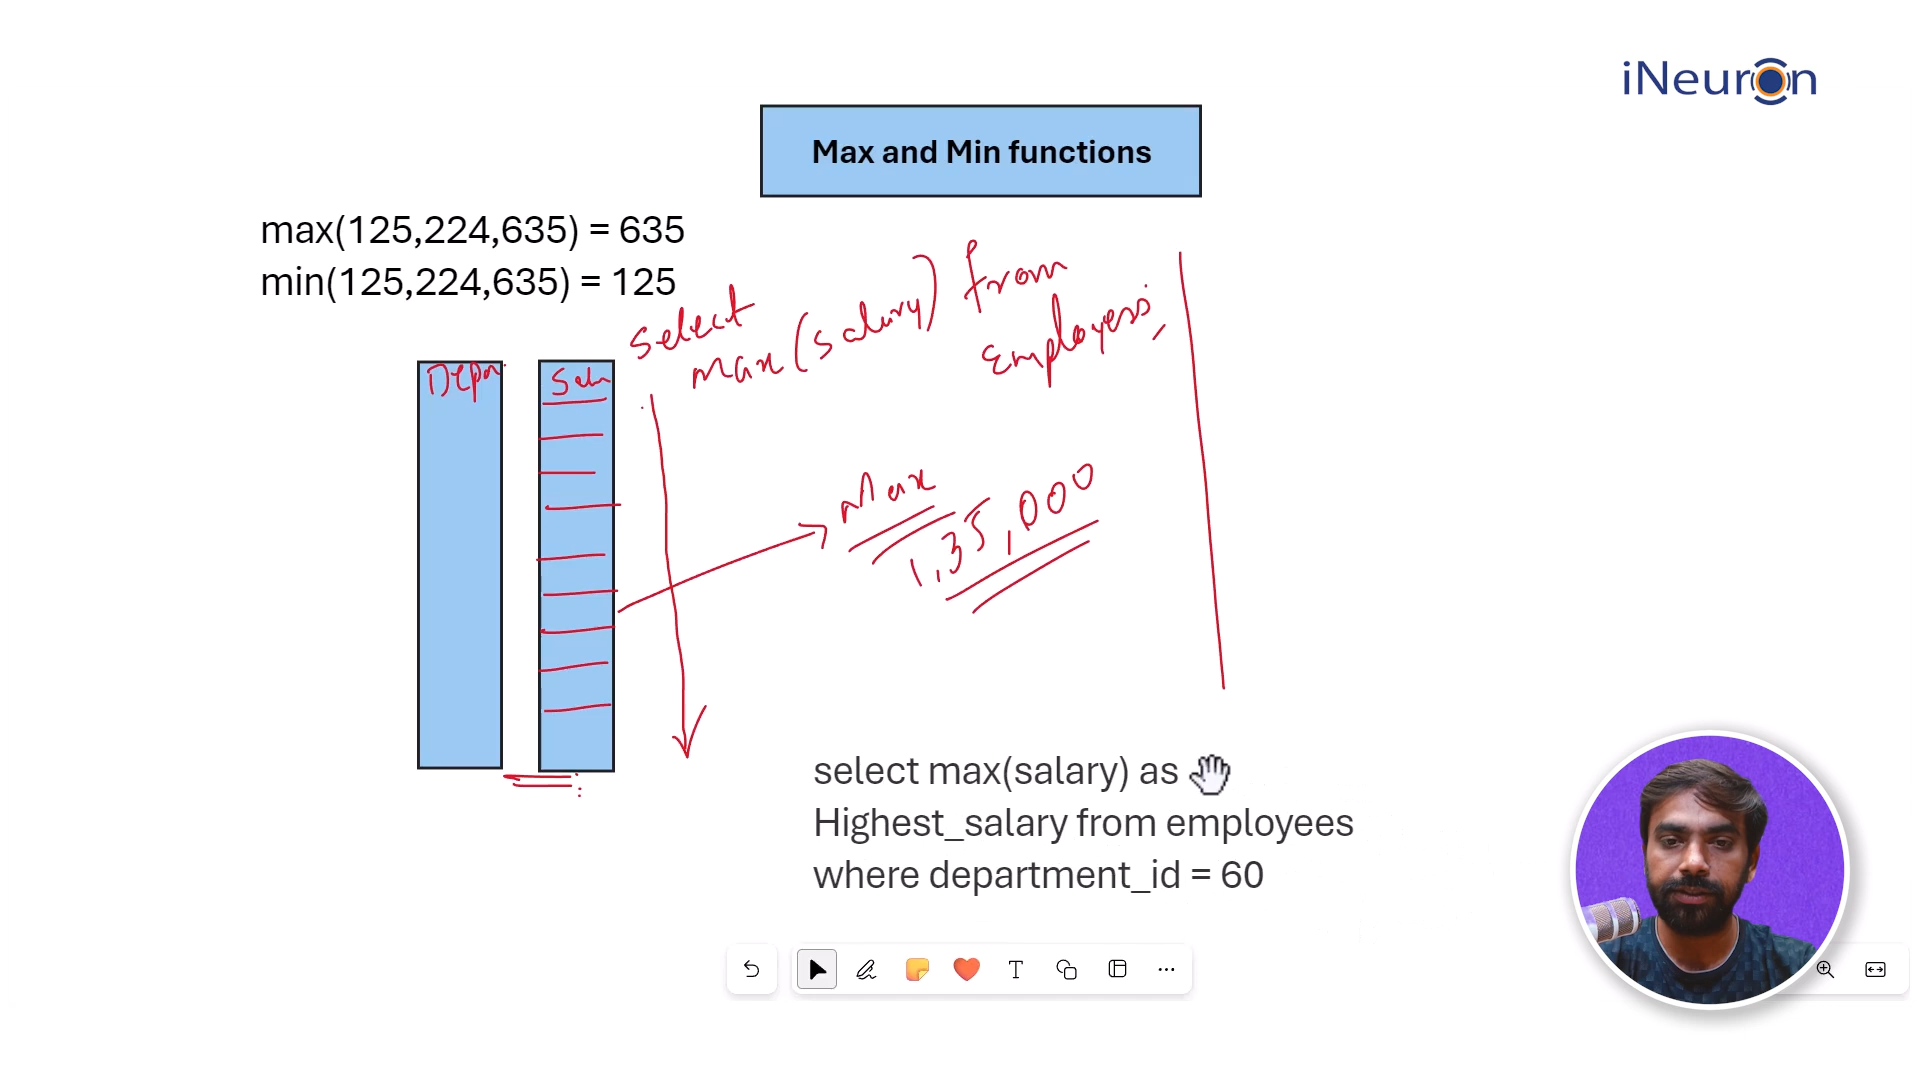 iNeuron
Max and Min functions
max(125,224,635) = 635
min(125,224,635) = 125
select
max(salary) from
Employees;
Depar
Sala
Max
1,35,000
select max(salary) as
Highest_salary from employees
where department_id = 60
T